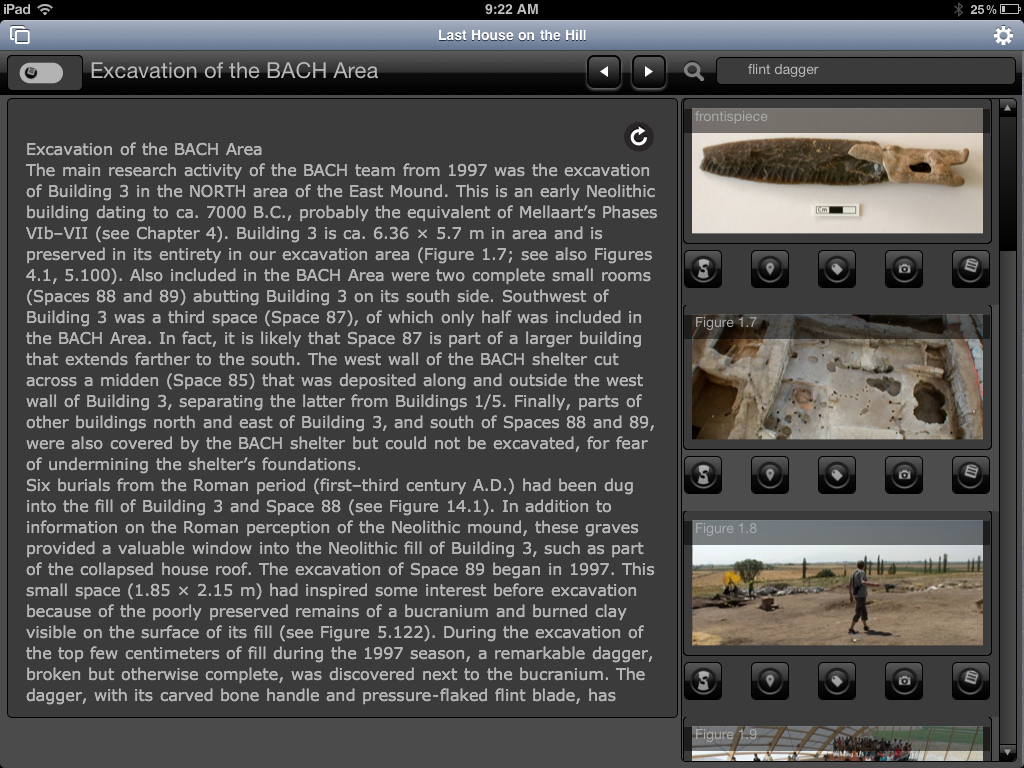 iPad 9:22 AM 25%
Last House on the Hill
Excavation of the BACH Area
flint dagger
Excavation of the BACH Area
The main research activity of the BACH team from 1997 was the excavation
of Building 3 in the NORTH area of the East Mound. This is an early Neolithic
building dating to ca. 7000 B.C., probably the equivalent of Mellaart’s Phases
VIb–VII (see Chapter 4). Building 3 is ca. 6.36 × 5.7 m in area and is
preserved in its entirety in our excavation area (Figure 1.7; see also Figures
4.1, 5.100). Also included in the BACH Area were two complete small rooms
(Spaces 88 and 89) abutting Building 3 on its south side. Southwest of
Building 3 was a third space (Space 87), of which only half was included in
the BACH Area. In fact, it is likely that Space 87 is part of a larger building
that extends farther to the south. The west wall of the BACH shelter cut
across a midden (Space 85) that was deposited along and outside the west
wall of Building 3, separating the latter from Buildings 1/5. Finally, parts of
other buildings north and east of Building 3, and south of Spaces 88 and 89,
were also covered by the BACH shelter but could not be excavated, for fear
of undermining the shelter’s foundations.
Six burials from the Roman period (first–third century A.D.) had been dug
into the fill of Building 3 and Space 88 (see Figure 14.1). In addition to
information on the Roman perception of the Neolithic mound, these graves
provided a valuable window into the Neolithic fill of Building 3, such as part
of the collapsed house roof. The excavation of Space 89 began in 1997. This
small space (1.85 × 2.15 m) had inspired some interest before excavation
because of the poorly preserved remains of a bucranium and burned clay
visible on the surface of its fill (see Figure 5.122). During the excavation of
the top few centimeters of fill during the 1997 season, a remarkable dagger,
broken but otherwise complete, was discovered next to the bucranium. The
dagger, with its carved bone handle and pressure-flaked flint blade, has
frontispiece
Cm
Figure 1.7
Figure 1.8
Figure 1.9